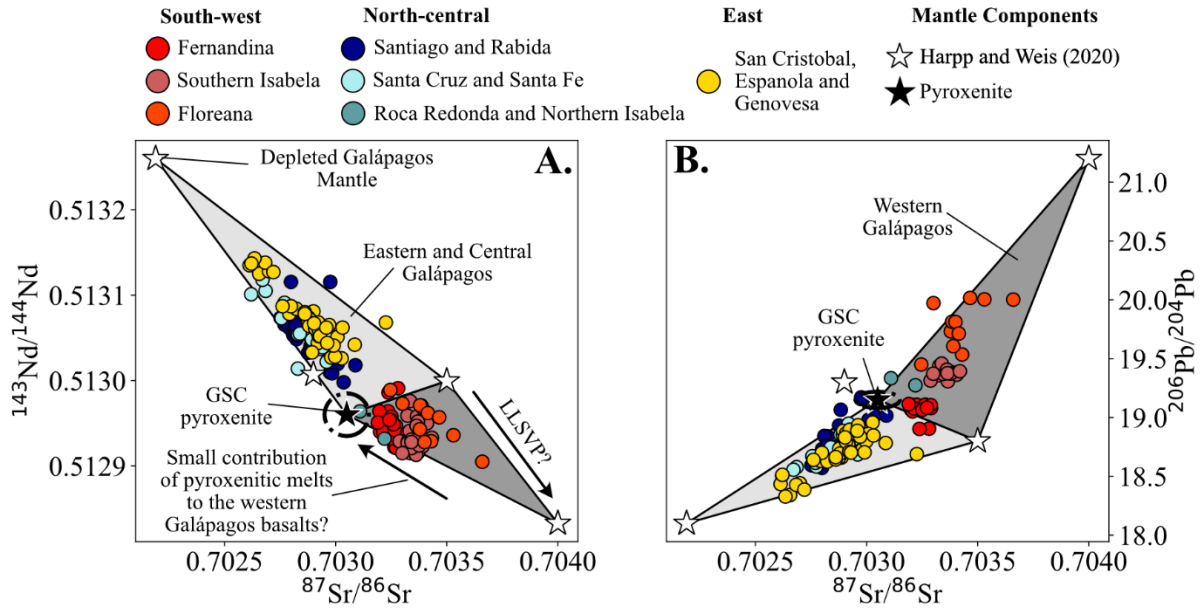 South-west
Fernandina
Southern Isabela
Floreana
North-central
Santiago and Rabida
Santa Cruz and Santa Fe
Roca Redonda and Northern Isabela
East
San Cristobal,
Espanola and
Genovesa
Mantle Components
Harpp and Weis (2020)
Pyroxenite
A.
Depleted Galápagos
Mantle
Eastern and Central
Galápagos
GSC
pyroxenite
LLSVP?
Small contribution
of pyroxenitic melts
to the western
Galápagos basalts?
143Nd/144Nd
0.5132
0.5131
0.5130
0.5129
0.7025
0.7030
0.7035
0.7040
87Sr/86Sr
B.
Western
Galápagos
GSC
pyroxenite
21.0
20.5
20.0
19.5
19.0
18.5
18.0
206Pb/204Pb
0.7025
0.7030
0.7035
0.7040
87Sr/86Sr